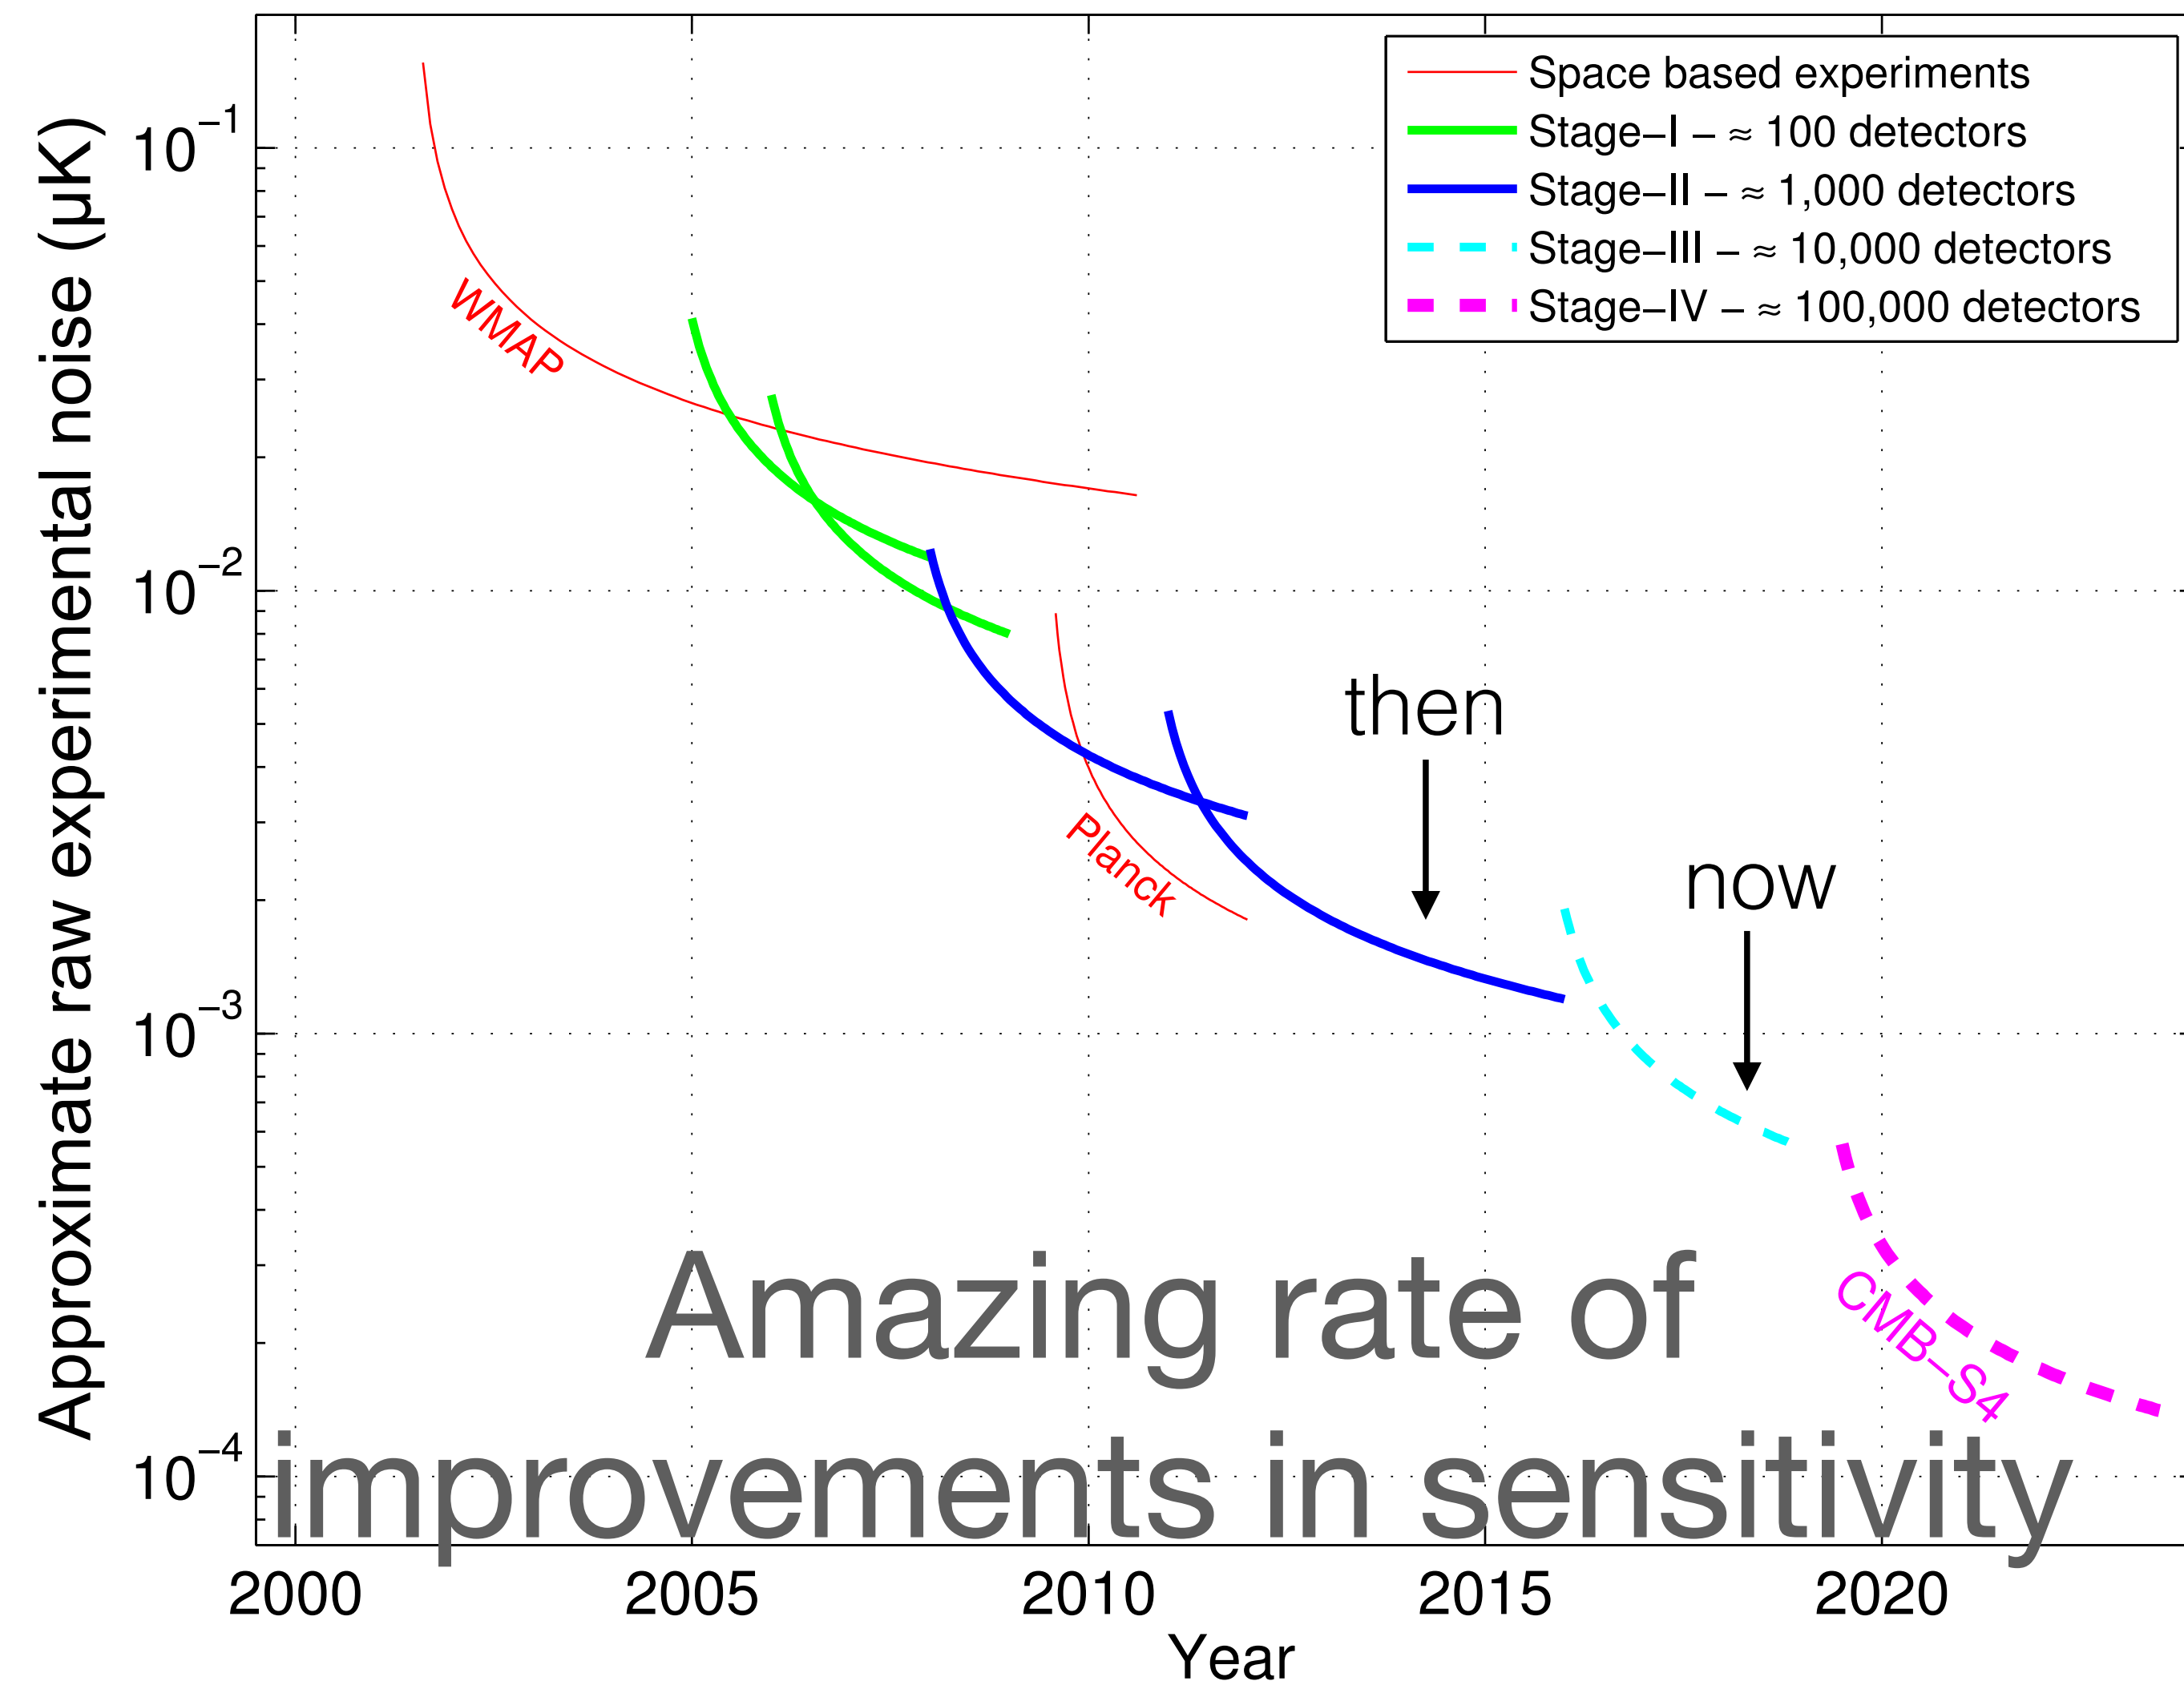 Space based experiments
Stage−I − ≈ 100 detectors
Stage−II − ≈ 1,000 detectors
Stage−III − ≈ 10,000 detectors
Stage−IV − ≈ 100,000 detectors
Approximate raw experimental noise (μK)
10−1
10−2
10−3
10−4
WMAP
Planck
then
now
CMB−S4
Amazing rate of
improvements in sensitivity
2000 2005 2010 2015 2020
Year